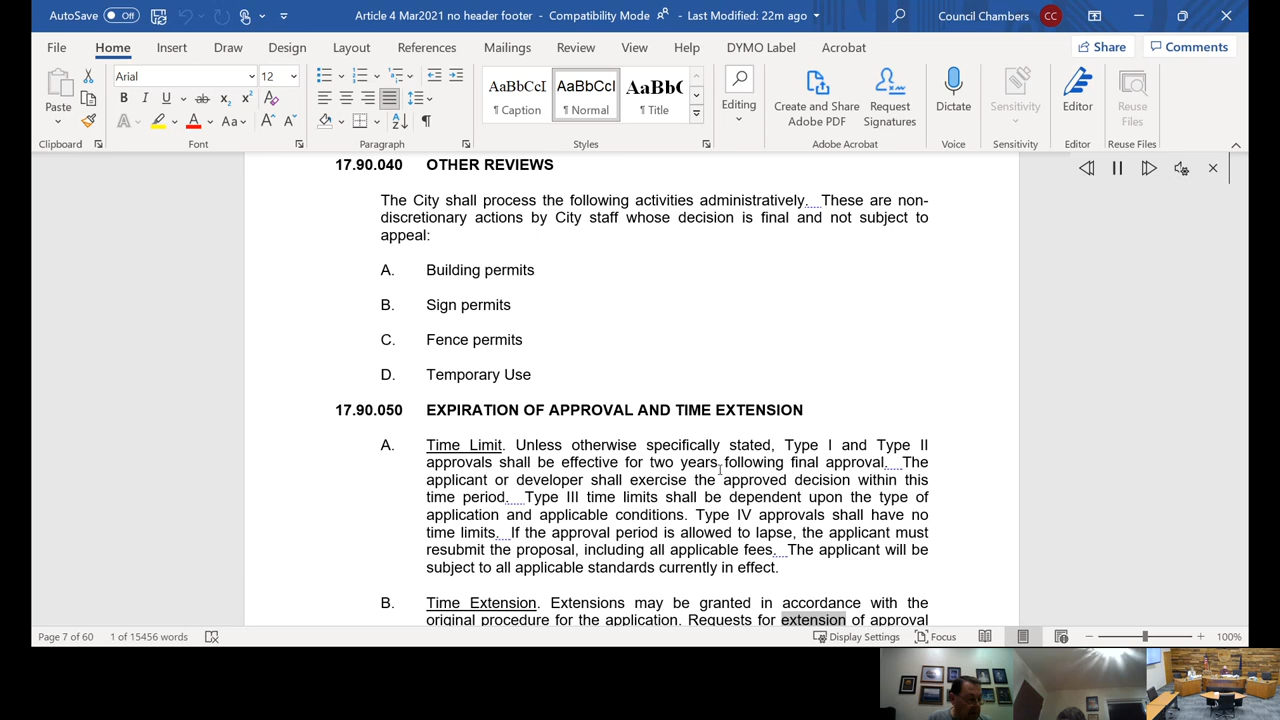 AutoSave Off Article 4 Mar2021 no header footer - Compatibility Mode - Last Modified: 22m ago Council Chambers CC
File Home Insert Draw Design Layout References Mailings Review View Help DYMO Label Acrobat Share Comments
Paste Arial 12 AaBbCcI AaBbCcI AaBbC Editing Create and Share Adobe PDF Request Signatures Dictate Sensitivity Editor Reuse Files
¶ Caption ¶ Normal ¶ Title
Clipboard Font Paragraph Styles Adobe Acrobat Voice Sensitivity Editor Reuse Files
17.90.040 OTHER REVIEWS
The City shall process the following activities administratively. These are non-
discretionary actions by City staff whose decision is final and not subject to
appeal:
A. Building permits
B. Sign permits
C. Fence permits
D. Temporary Use
17.90.050 EXPIRATION OF APPROVAL AND TIME EXTENSION
A. Time Limit. Unless otherwise specifically stated, Type I and Type II
approvals shall be effective for two years following final approval. The
applicant or developer shall exercise the approved decision within this
time period. Type III time limits shall be dependent upon the type of
application and applicable conditions. Type IV approvals shall have no
time limits. If the approval period is allowed to lapse, the applicant must
resubmit the proposal, including all applicable fees. The applicant will be
subject to all applicable standards currently in effect.
B. Time Extension. Extensions may be granted in accordance with the
original procedure for the application. Requests for extension of approval
Page 7 of 60 1 of 15456 words Display Settings Focus 100%